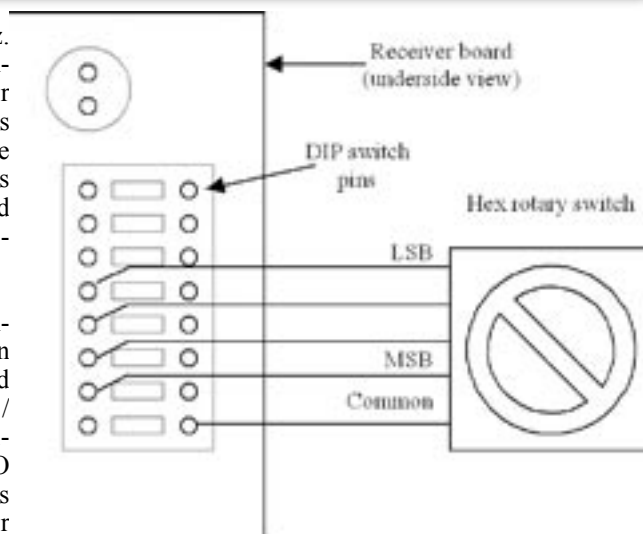 z.
r
s
e
s
d
-
-
n
d
/
-
O
s
r
Receiver board
(underside view)
DIP switch
pins
Hex rotary switch
LSB
MSB
Common